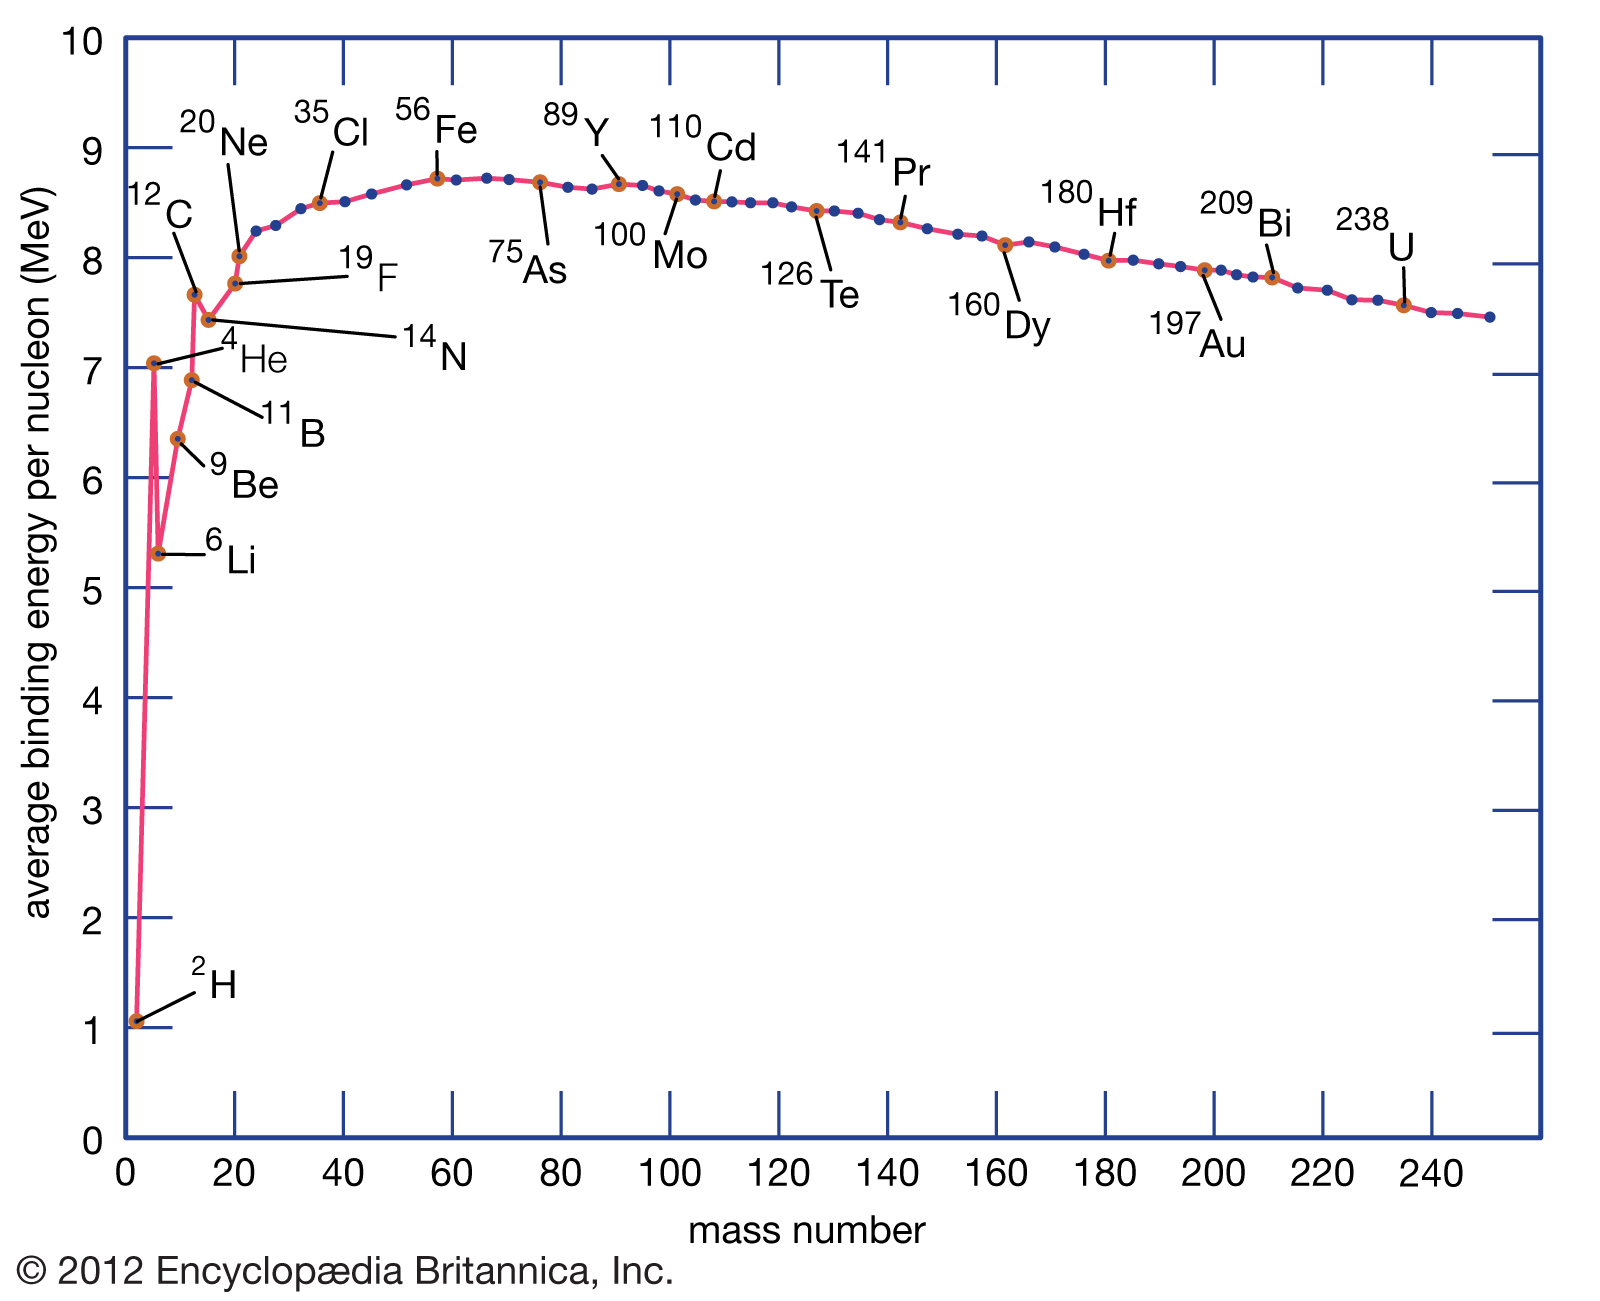 10
9
8
7
6
5
4
3
2
1
0
average binding energy per nucleon (MeV)
20Ne
35Cl
56Fe
89Y
110Cd
141Pr
180Hf
209Bi
238U
12C
19F
75As
100Mo
126Te
160Dy
197Au
14N
4He
11B
9Be
6Li
2H
0 20 40 60 80 100 120 140 160 180 200 220 240
mass number
© 2012 Encyclopædia Britannica, Inc.